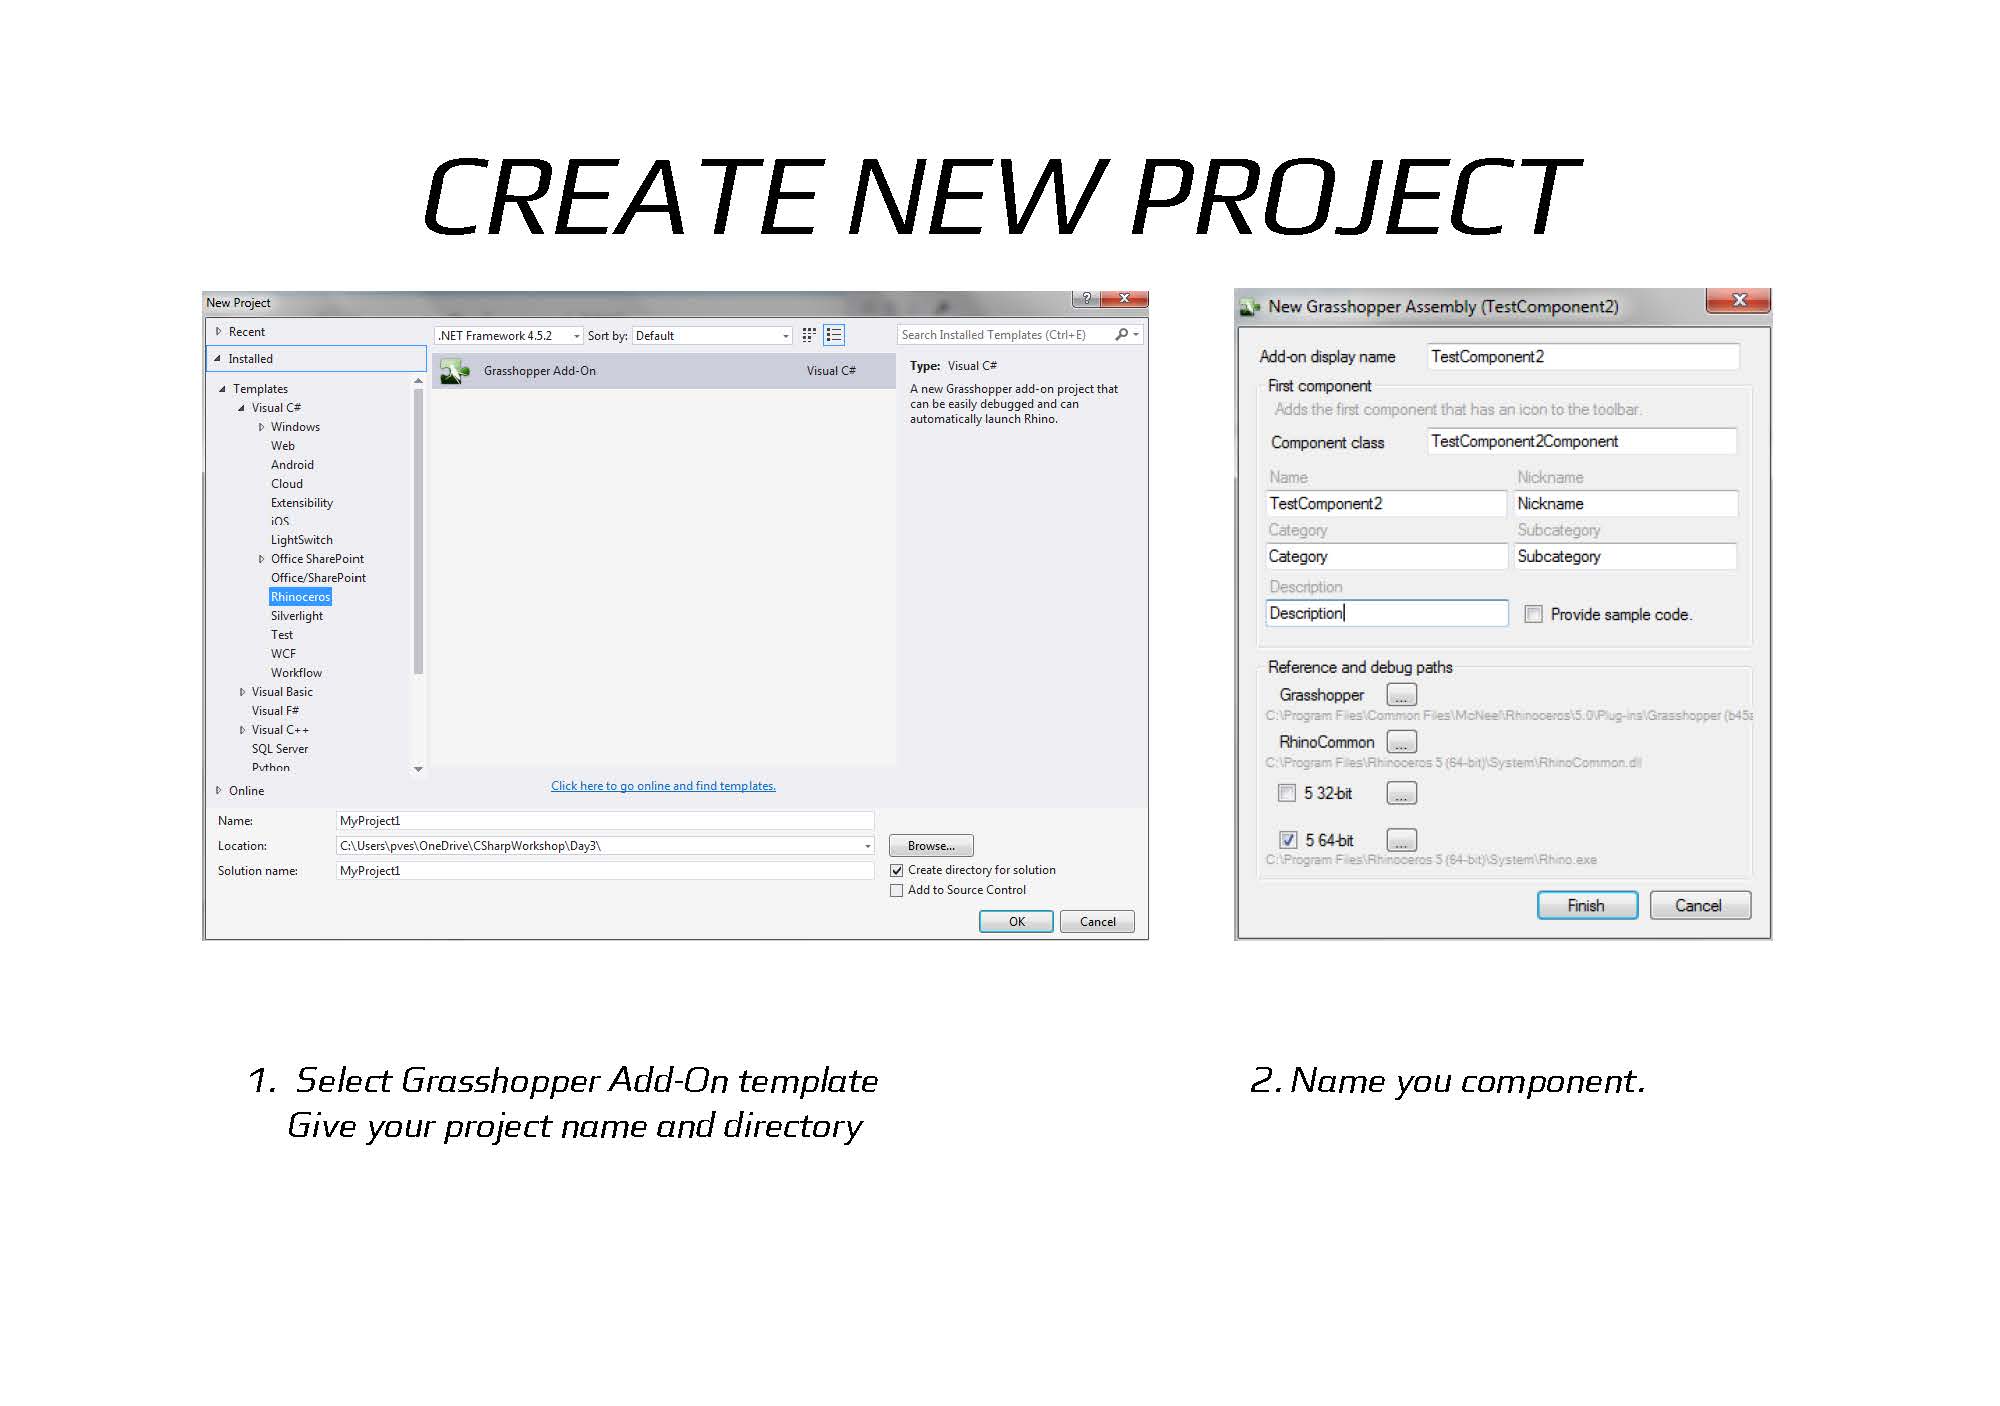 CREATE NEW PROJECT
New Project
Recent
.NET Framework 4.5.2 Sort by: Default
Search Installed Templates (Ctrl+E)
Installed
Templates
Visual C#
Windows
Web
Android
Cloud
Extensibility
iOS
LightSwitch
Office SharePoint
Office/SharePoint
Rhinoceros
Silverlight
Test
WCF
Workflow
Visual Basic
Visual F#
Visual C++
SQL Server
Python
Online
Grasshopper Add-On Visual C#
Type: Visual C#
A new Grasshopper add-on project that
can be easily debugged and can
automatically launch Rhino.
Click here to go online and find templates.
Name: MyProject1
Location: C:\Users\pves\OneDrive\CSharpWorkshop\Day3\ Browse...
Solution name: MyProject1
Create directory for solution
Add to Source Control
OK Cancel
New Grasshopper Assembly (TestComponent2)
Add-on display name TestComponent2
First component
Adds the first component that has an icon to the toolbar.
Component class TestComponent2Component
Name Nickname
TestComponent2 Nickname
Category Subcategory
Category Subcategory
Description
Description Provide sample code.
Reference and debug paths
Grasshopper ...
C:\Program Files\Common Files\McNeel\Rhinoceros\5.0\Plug-ins\Grasshopper (b45a
RhinoCommon ...
C:\Program Files\Rhinoceros 5 (64-bit)\System\RhinoCommon.dll
5 32-bit ...
5 64-bit ...
C:\Program Files\Rhinoceros 5 (64-bit)\System\Rhino.exe
Finish Cancel
1. Select Grasshopper Add-On template
Give your project name and directory
2. Name you component.